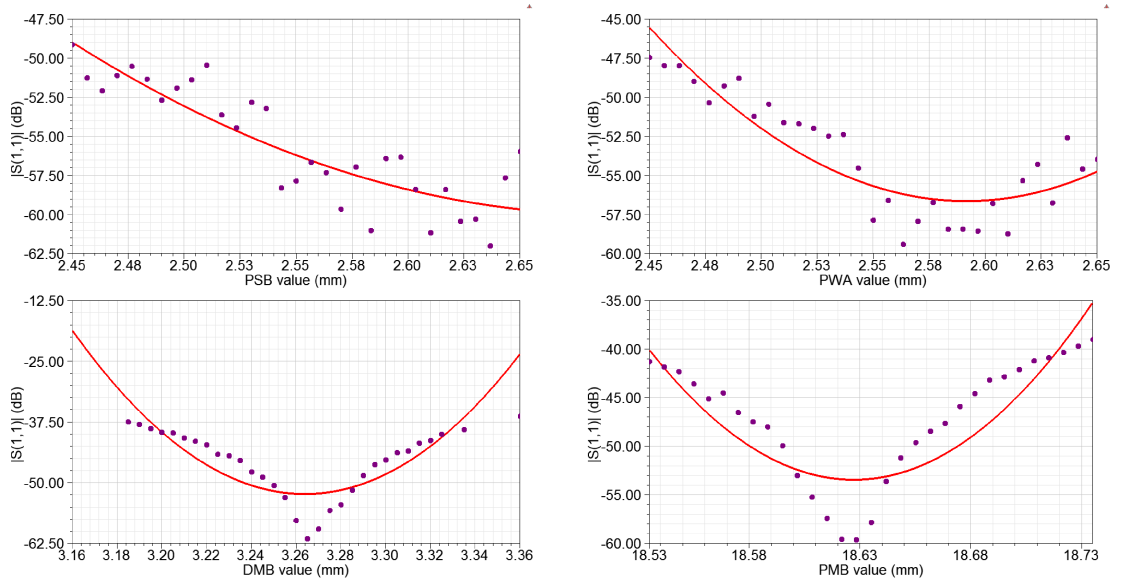 -47.50
-50.00
-52.50
-55.00
-57.50
-60.00
-62.50
|S(1,1)| (dB)
2.45 2.48 2.50 2.53 2.55 2.58 2.60 2.63 2.65
PSB value (mm)
-45.00
-47.50
-50.00
-52.50
-55.00
-57.50
-60.00
|S(1,1)| (dB)
2.45 2.48 2.50 2.53 2.55 2.58 2.60 2.63 2.65
PWA value (mm)
-12.50
-25.00
-37.50
-50.00
-62.50
|S(1,1)| (dB)
3.16 3.18 3.20 3.22 3.24 3.26 3.28 3.30 3.32 3.34 3.36
DMB value (mm)
-35.00
-40.00
-45.00
-50.00
-55.00
-60.00
|S(1,1)| (dB)
18.53 18.58 18.63 18.68 18.73
PMB value (mm)